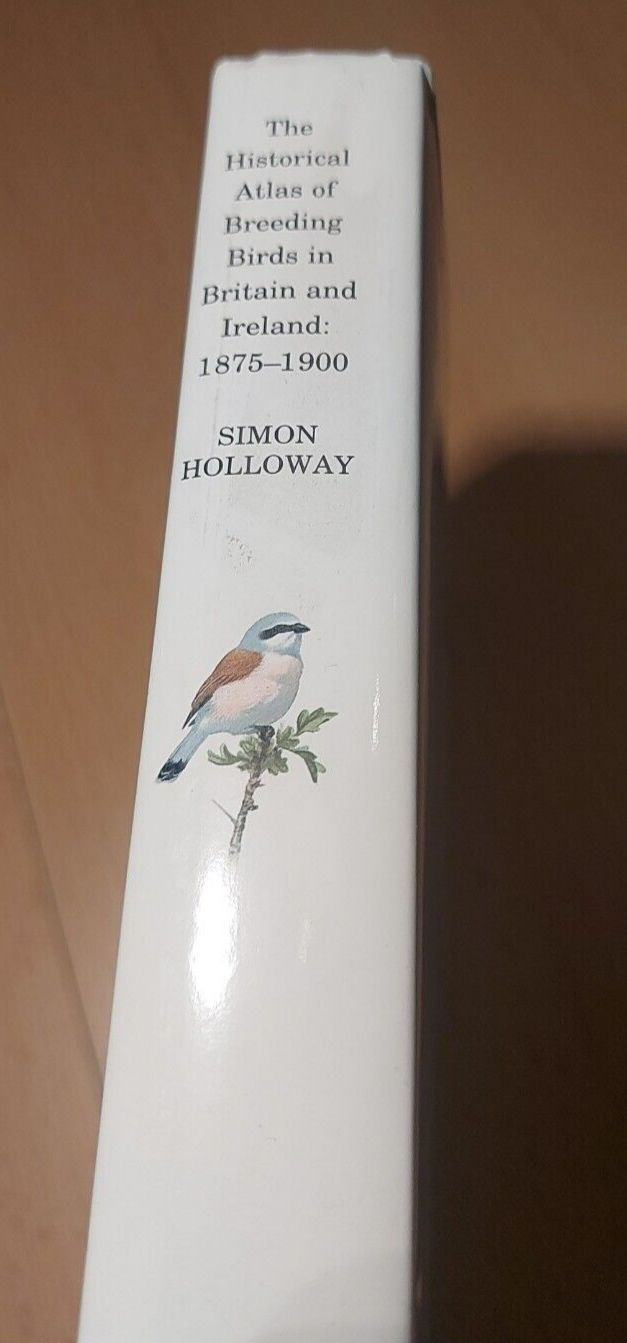 The
Historical
Atlas of
Breeding
Birds in
Britain and
Ireland:
1875–1900
SIMON
HOLLOWAY